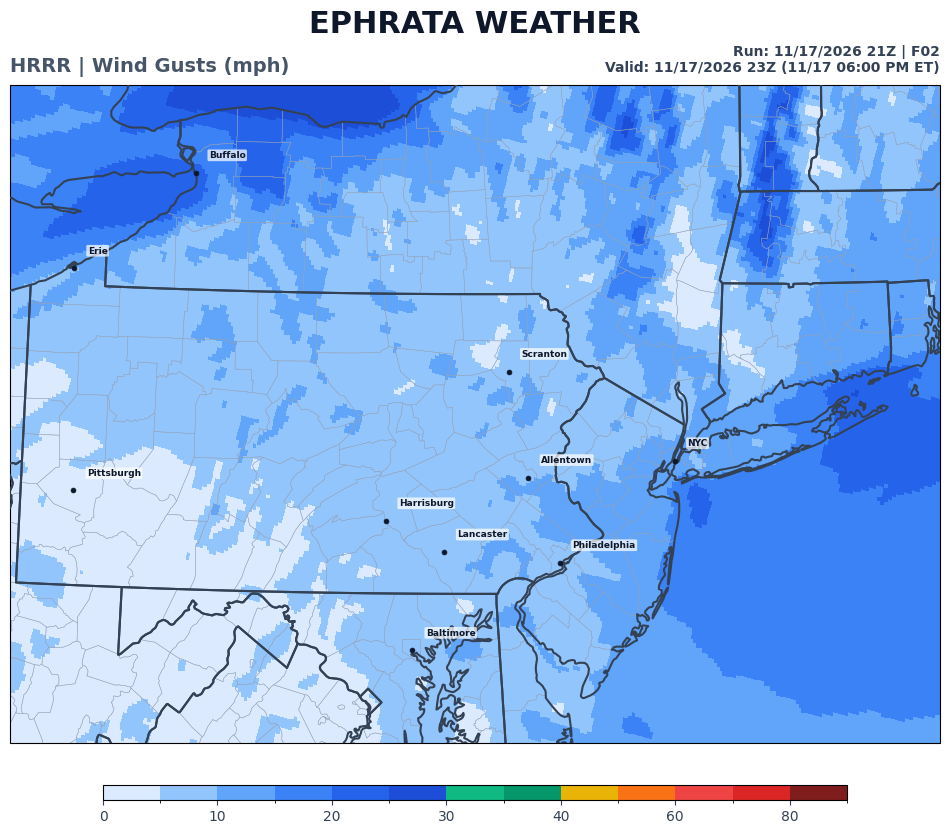 EPHRATA WEATHER
HRRR | Wind Gusts (mph)
Run: 11/17/2026 21Z | F02
Valid: 11/17/2026 23Z (11/17 06:00 PM ET)
Buffalo
Erie
Scranton
NYC
Allentown
Pittsburgh
Harrisburg
Lancaster
Philadelphia
Baltimore
0 10 20 30 40 50 60 70 80